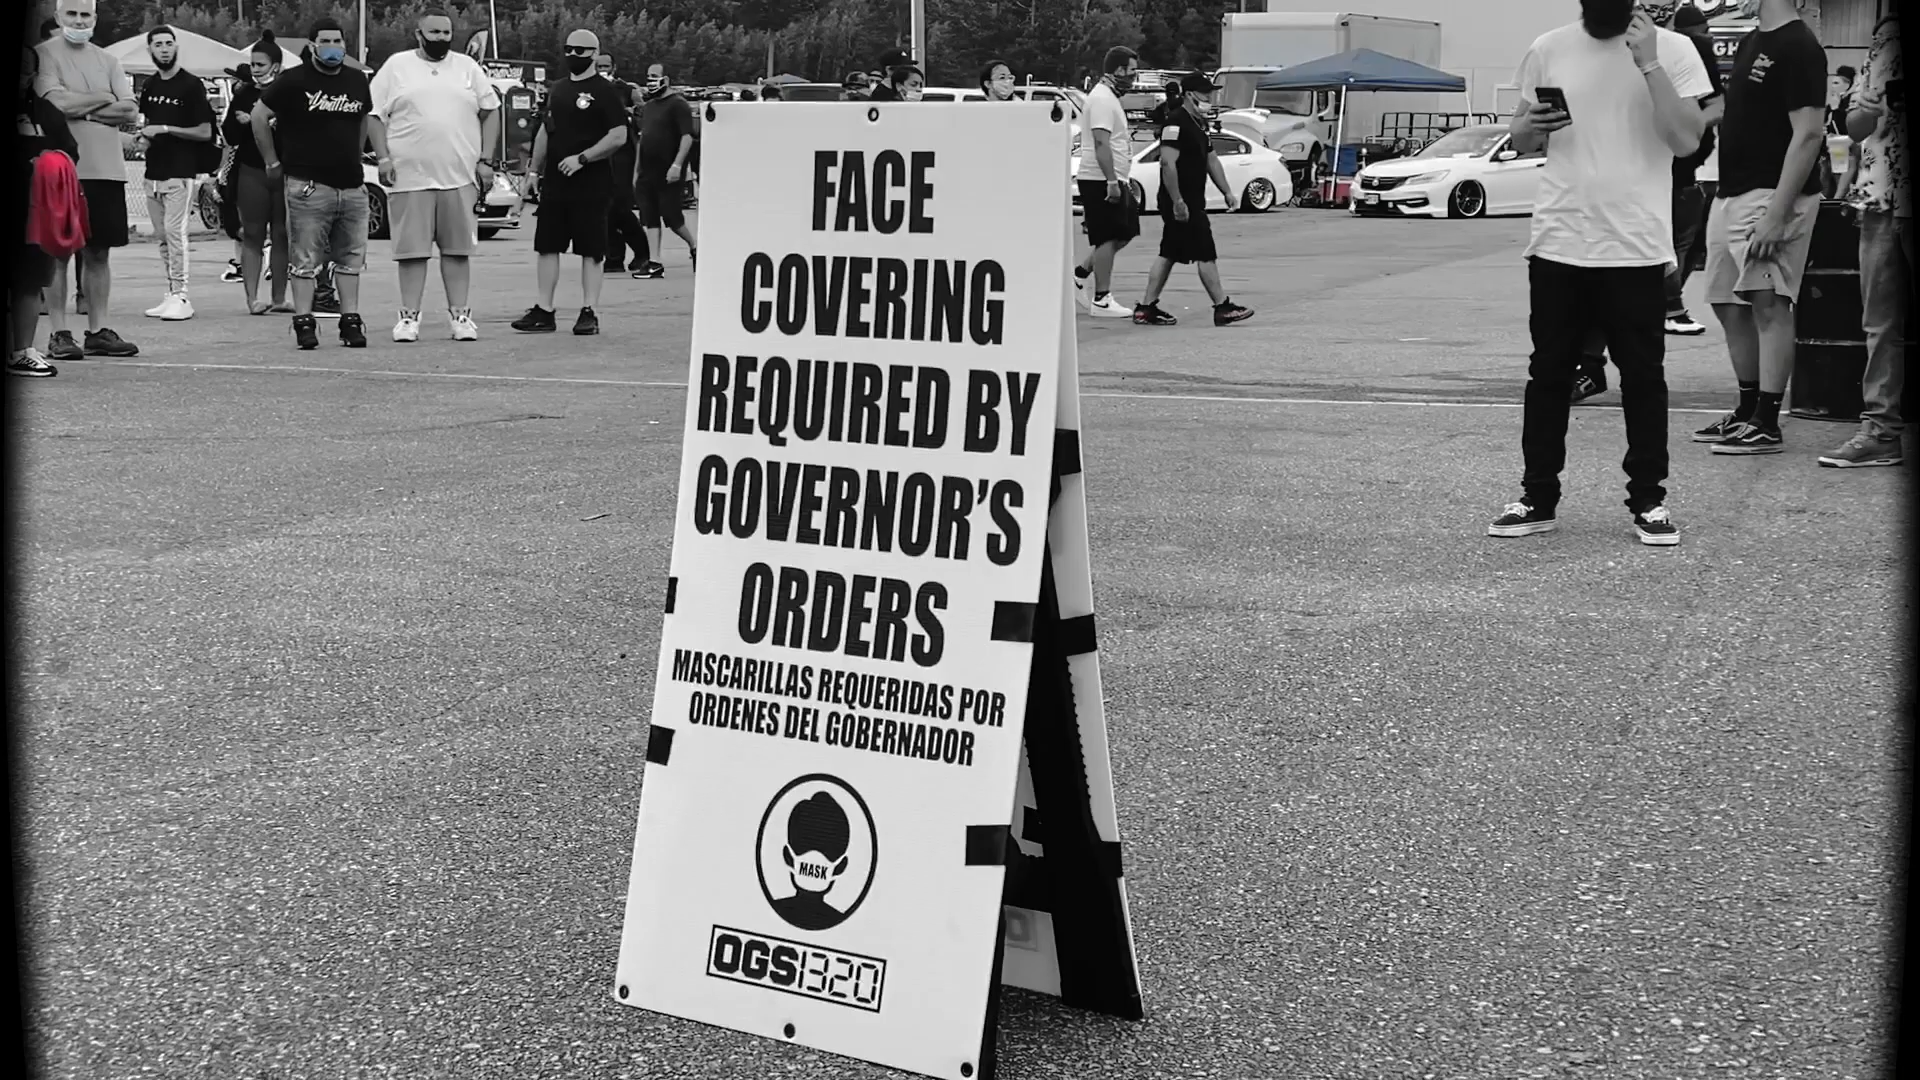 FACE
COVERING
REQUIRED BY
GOVERNOR'S
ORDERS
MASCARILLAS REQUERIDAS POR
ORDENES DEL GOBERNADOR
MASK
OGS1320